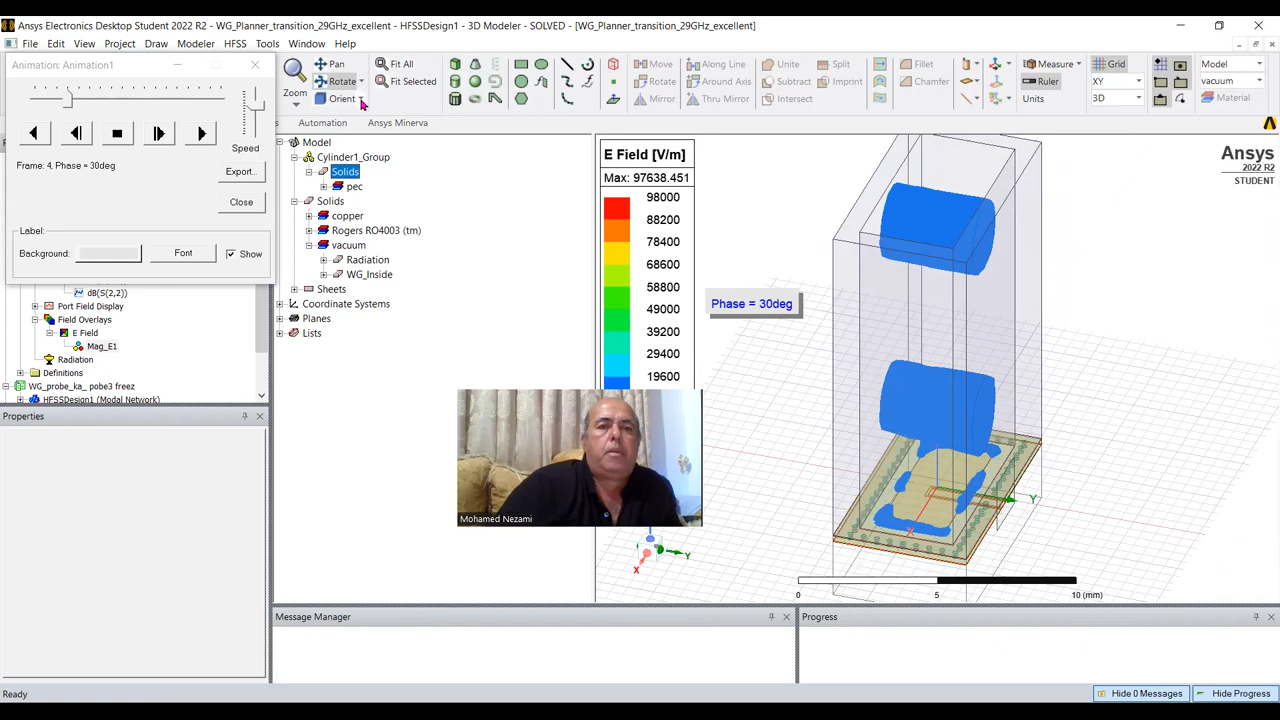 Ansys Electronics Desktop Student 2022 R2 - WG_Planner_transition_29GHz_excellent - HFSSDesign1 - 3D Modeler - SOLVED - [WG_Planner_transition_29GHz_excellent]
File Edit View Project Draw Modeler HFSS Tools Window Help
Animation: Animation1
Speed
Frame: 4, Phase = 30deg
Export...
Close
Label:
Background:
Font
Show
Zoom
Pan
Rotate
Orient
Fit All
Fit Selected
Move
Rotate
Mirror
Along Line
Around Axis
Thru Mirror
Unite
Subtract
Intersect
Split
Imprint
Fillet
Chamfer
Measure
Ruler
Units
Grid
XY
3D
Model
vacuum
Material
Automation
Ansys Minerva
dB(S(2,2))
Port Field Display
Field Overlays
E Field
Mag_E1
Radiation
Definitions
WG_probe_ka_ pobe3 freez
HFSSDesign1 (Modal Network)
Properties
Model
Cylinder1_Group
Solids
pec
Solids
copper
Rogers RO4003 (tm)
vacuum
Radiation
WG_Inside
Sheets
Coordinate Systems
Planes
Lists
E Field [V/m]
Max: 97638.451
98000
88200
78400
68600
58800
49000
39200
29400
19600
Phase = 30deg
Ansys
2022 R2
STUDENT
Mohamed Nezami
Y
X
Y
X
0
5
10 (mm)
Message Manager
Progress
Ready
Hide 0 Messages
Hide Progress